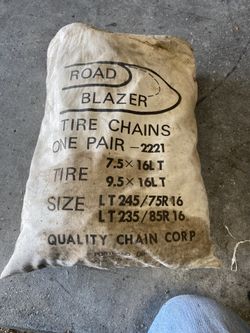 ROAD
BLAZER
TIRE CHAINS
ONE PAIR -2221
7.5 × 16LT
TIRE
9.5 × 16LT
SIZE LT245/75R16
LT235/85R16
QUALITY CHAIN CORP